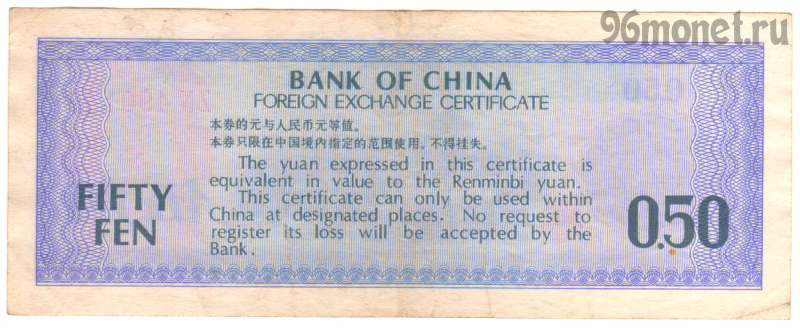 96monet.ru
BANK OF CHINA
FOREIGN EXCHANGE CERTIFICATE
本券的元与人民币元等值。
本券只限在中国境内指定的范围使用。不得挂失。
The yuan expressed in this certificate is
equivalent in value to the Renminbi yuan.
This certificate can only be used within
China at designated places. No request to
register its loss will be accepted by the
Bank.
FIFTY
FEN
0.50